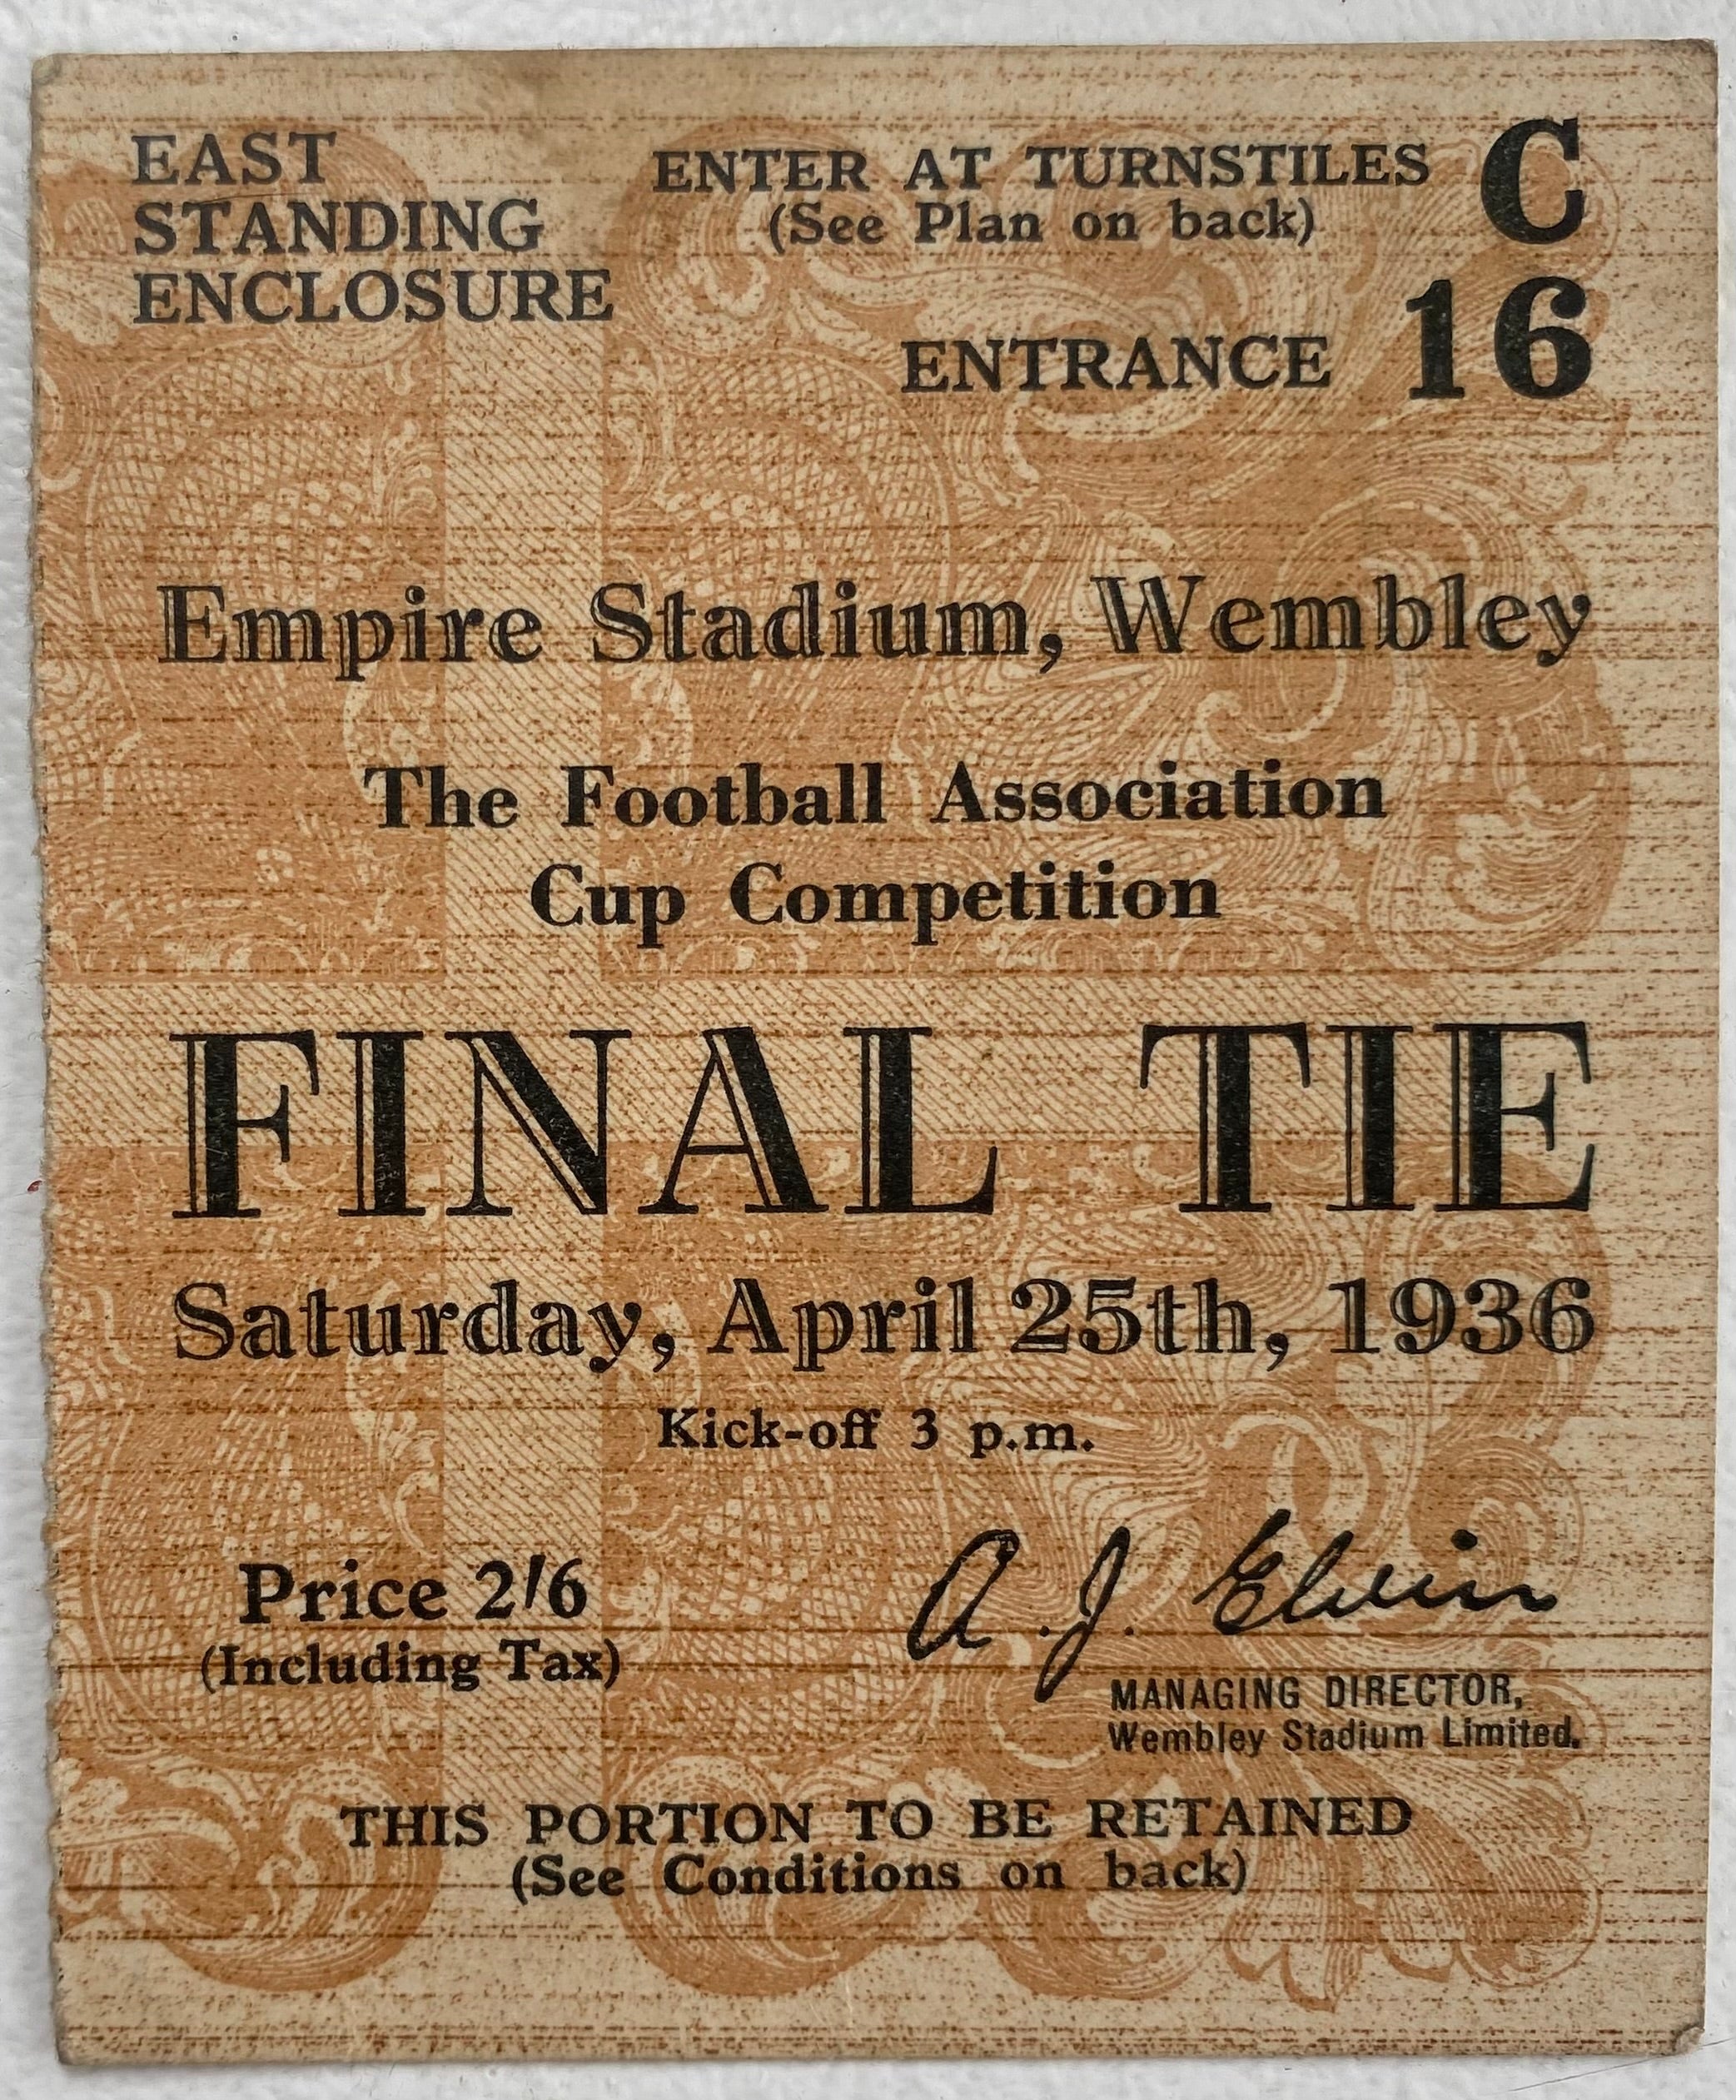 EAST
STANDING
ENCLOSURE
ENTER AT TURNSTILES C
(See Plan on back)
ENTRANCE 16
Empire Stadium, Wembley
The Football Association
Cup Competition
FINAL TIE
Saturday, April 25th, 1936
Kick-off 3 p.m.
Price 2/6
(Including Tax)
A. J. Elvin
MANAGING DIRECTOR,
Wembley Stadium Limited.
THIS PORTION TO BE RETAINED
(See Conditions on back)